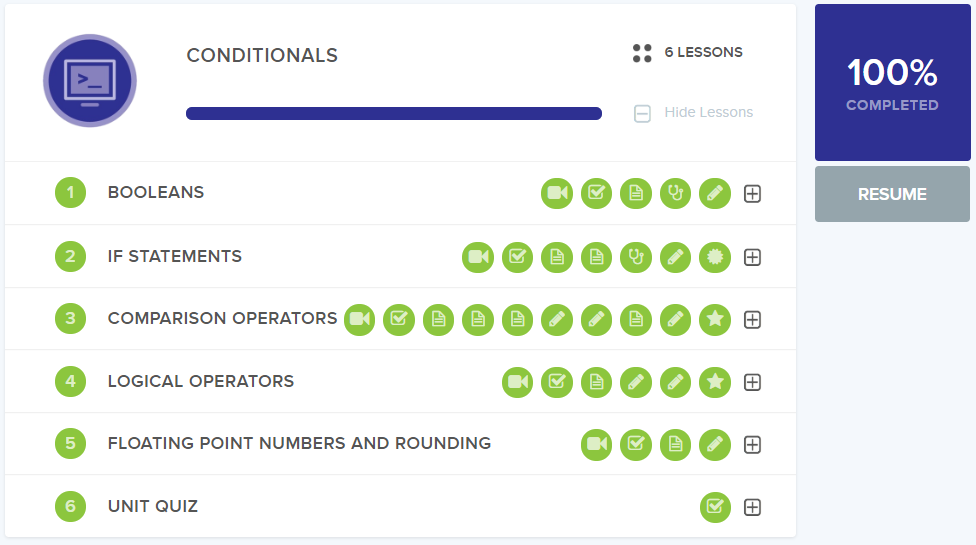 CONDITIONALS
6 LESSONS
Hide Lessons
100%
COMPLETED
RESUME
>_
1 BOOLEANS
2 IF STATEMENTS
3 COMPARISON OPERATORS
4 LOGICAL OPERATORS
5 FLOATING POINT NUMBERS AND ROUNDING
6 UNIT QUIZ